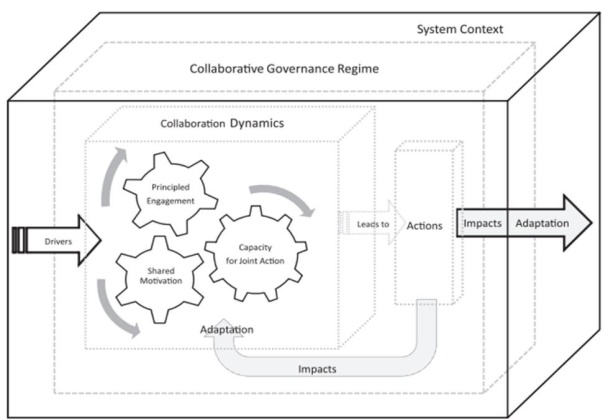 System Context
Collaborative Governance Regime
Collaboration Dynamics
Principled
Engagement
Drivers
Shared
Motivation
Capacity
for Joint Action
Leads to
Actions
Impacts
Adaptation
Adaptation
Impacts